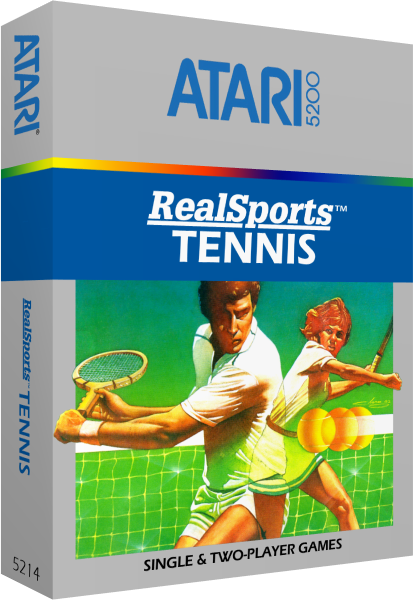 ATARI®
RealSports™ TENNIS
5214
ATARI 5200
RealSports™
TENNIS
SINGLE & TWO-PLAYER GAMES